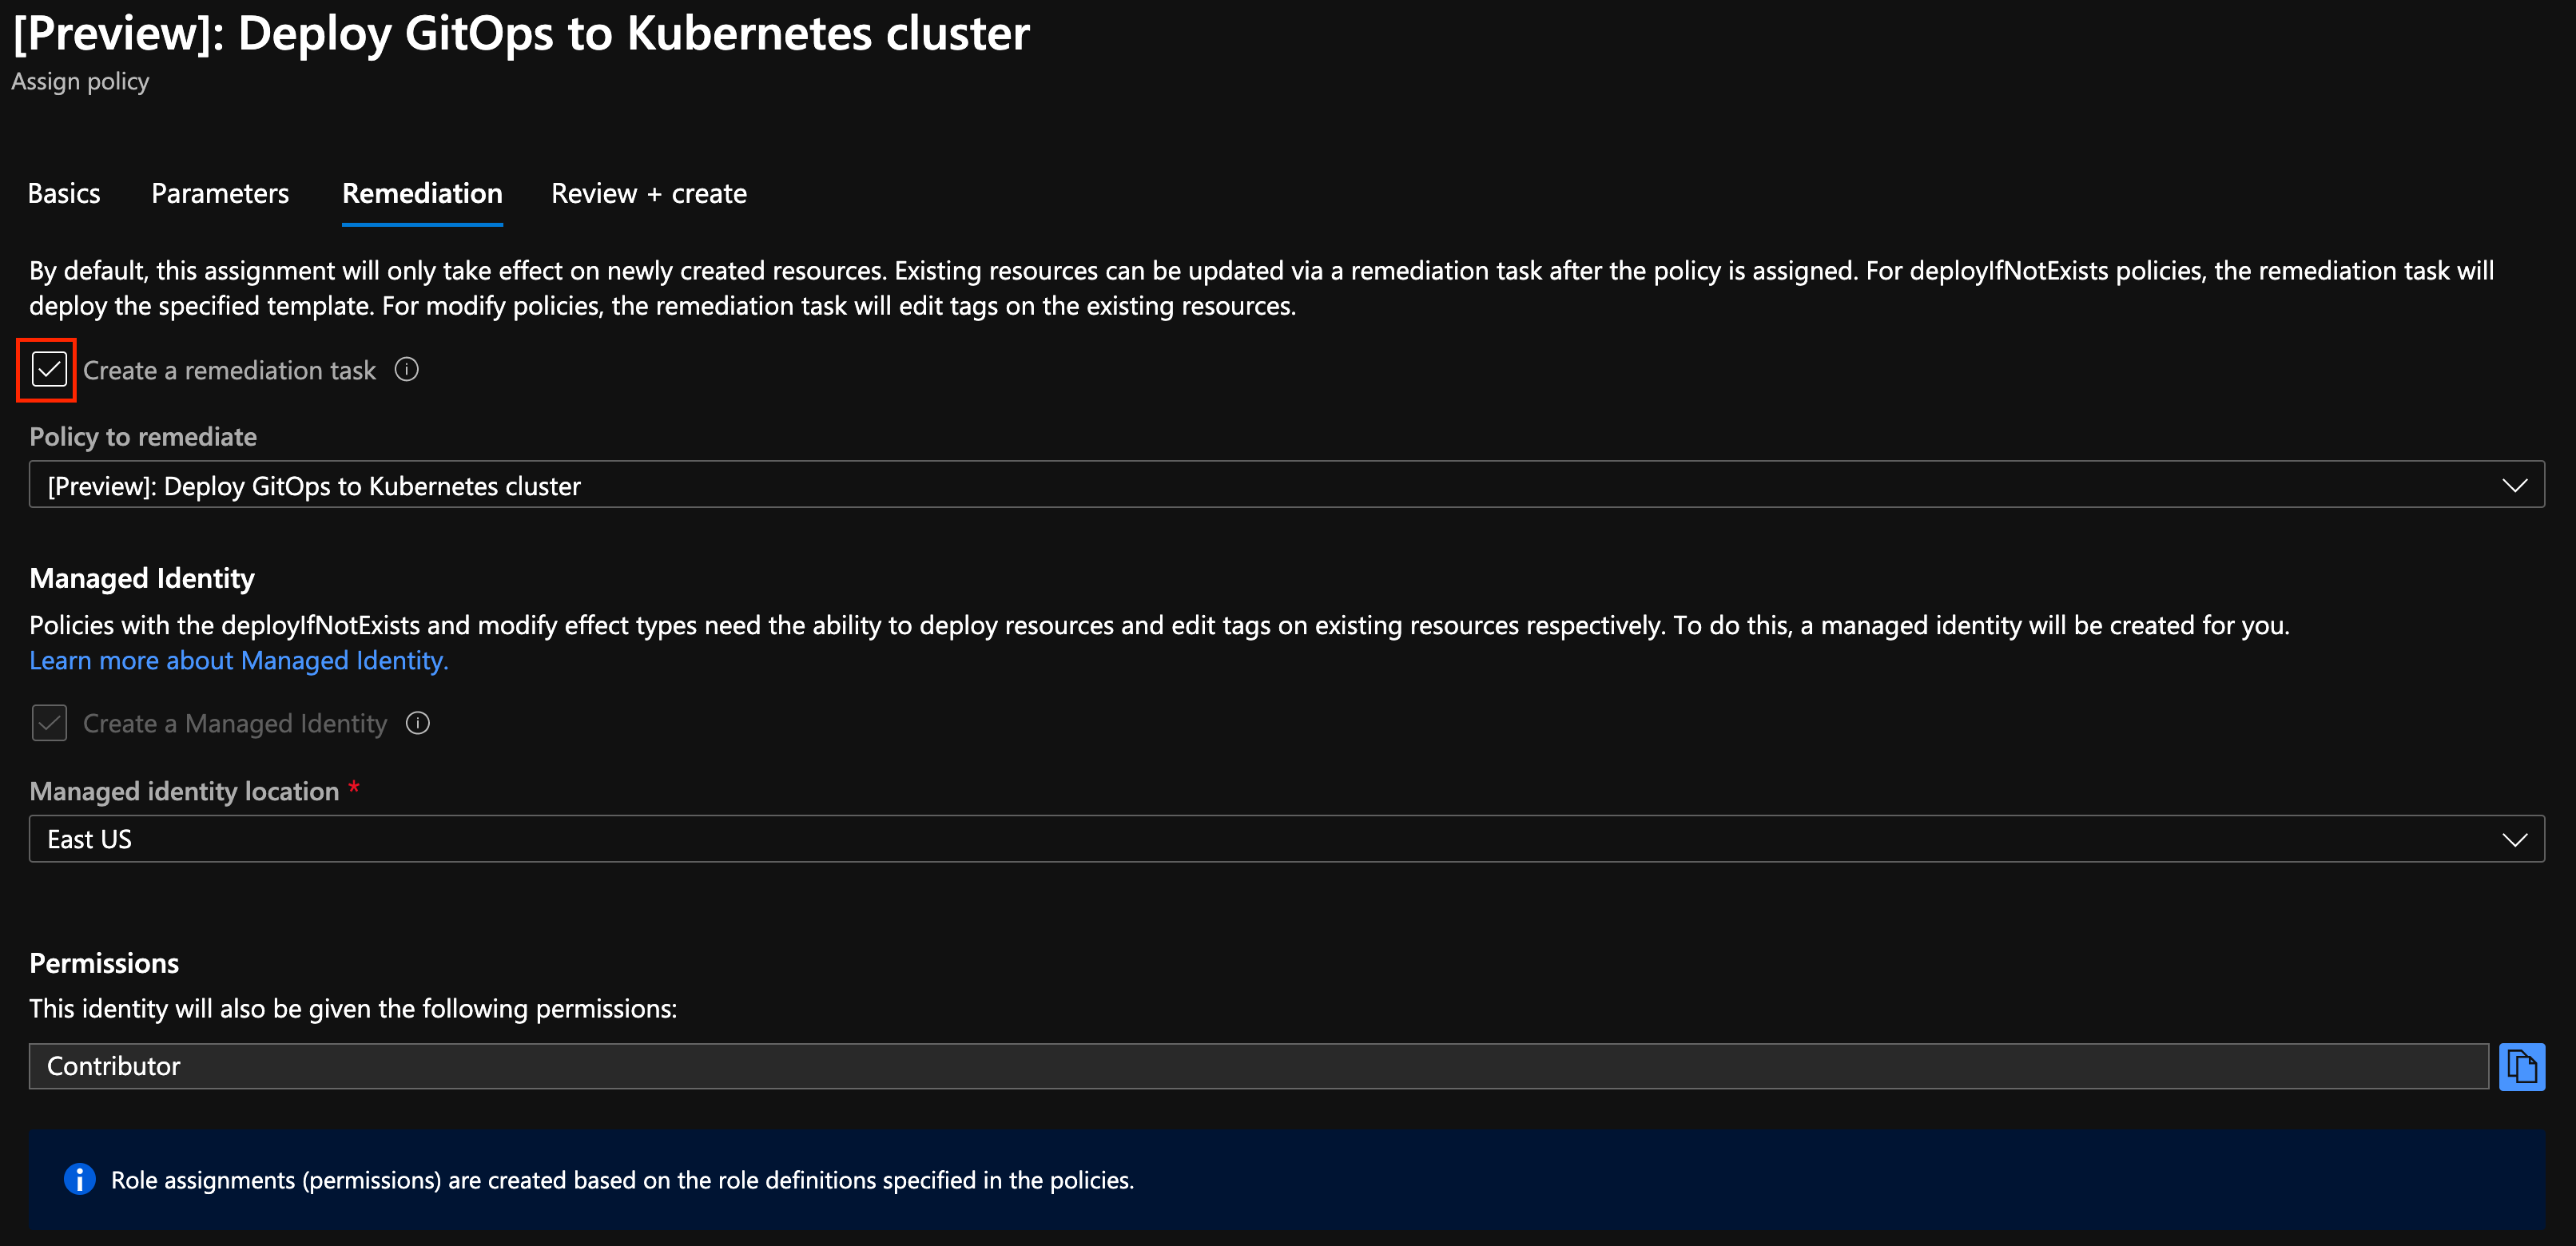 [Preview]: Deploy GitOps to Kubernetes cluster
Assign policy
Basics Parameters Remediation Review + create
By default, this assignment will only take effect on newly created resources. Existing resources can be updated via a remediation task after the policy is assigned. For deployIfNotExists policies, the remediation task will
deploy the specified template. For modify policies, the remediation task will edit tags on the existing resources.
Create a remediation task
Policy to remediate
[Preview]: Deploy GitOps to Kubernetes cluster
Managed Identity
Policies with the deployIfNotExists and modify effect types need the ability to deploy resources and edit tags on existing resources respectively. To do this, a managed identity will be created for you.
Learn more about Managed Identity.
Create a Managed Identity
Managed identity location *
East US
Permissions
This identity will also be given the following permissions:
Contributor
Role assignments (permissions) are created based on the role definitions specified in the policies.